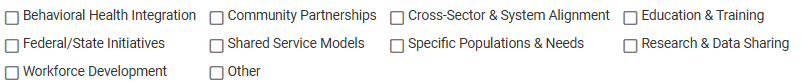 Behavioral Health Integration Community Partnerships Cross-Sector & System Alignment Education & Training
Federal/State Initiatives Shared Service Models Specific Populations & Needs Research & Data Sharing
Workforce Development Other